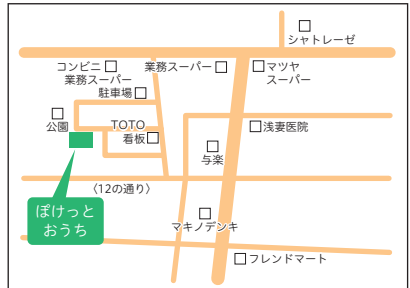 シャトレーゼ
コンビニ
業務スーパー
駐車場
業務スーパー
マツヤ
スーパー
公園
TOTO
看板
浅妻医院
与楽
〈12の通り〉
ぽけっと
おうち
マキノデンキ
フレンドマート